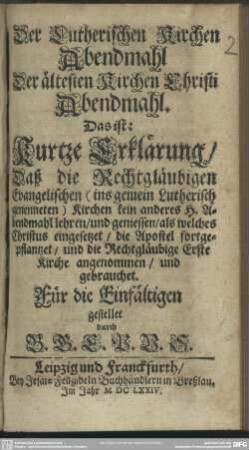 Der Lutherischen Kirchen
Abendmahl
Der ältesten Kirchen Christi
Abendmahl.
Das ist:
Kurtze Erklärung/
Daß die Rechtgläubigen
Evangelischen (ins gemein Lutherisch
genenneten) Kirchen kein anderes H. A-
bendmahl lehren/und geniessen/als welches
Christus eingesetzet/die Apostel fortge-
pflantzet/und die Rechtgläubige Erste
Kirche angenommen/und
gebrauchet.
Für die Einfältigen
gestellet
durch
Leipzig und Franckfurth/
Bey Jesaiæ Fellgibeln Buchhändlern in Breßlau,
Im Jahr M. DC LXXIV.
2